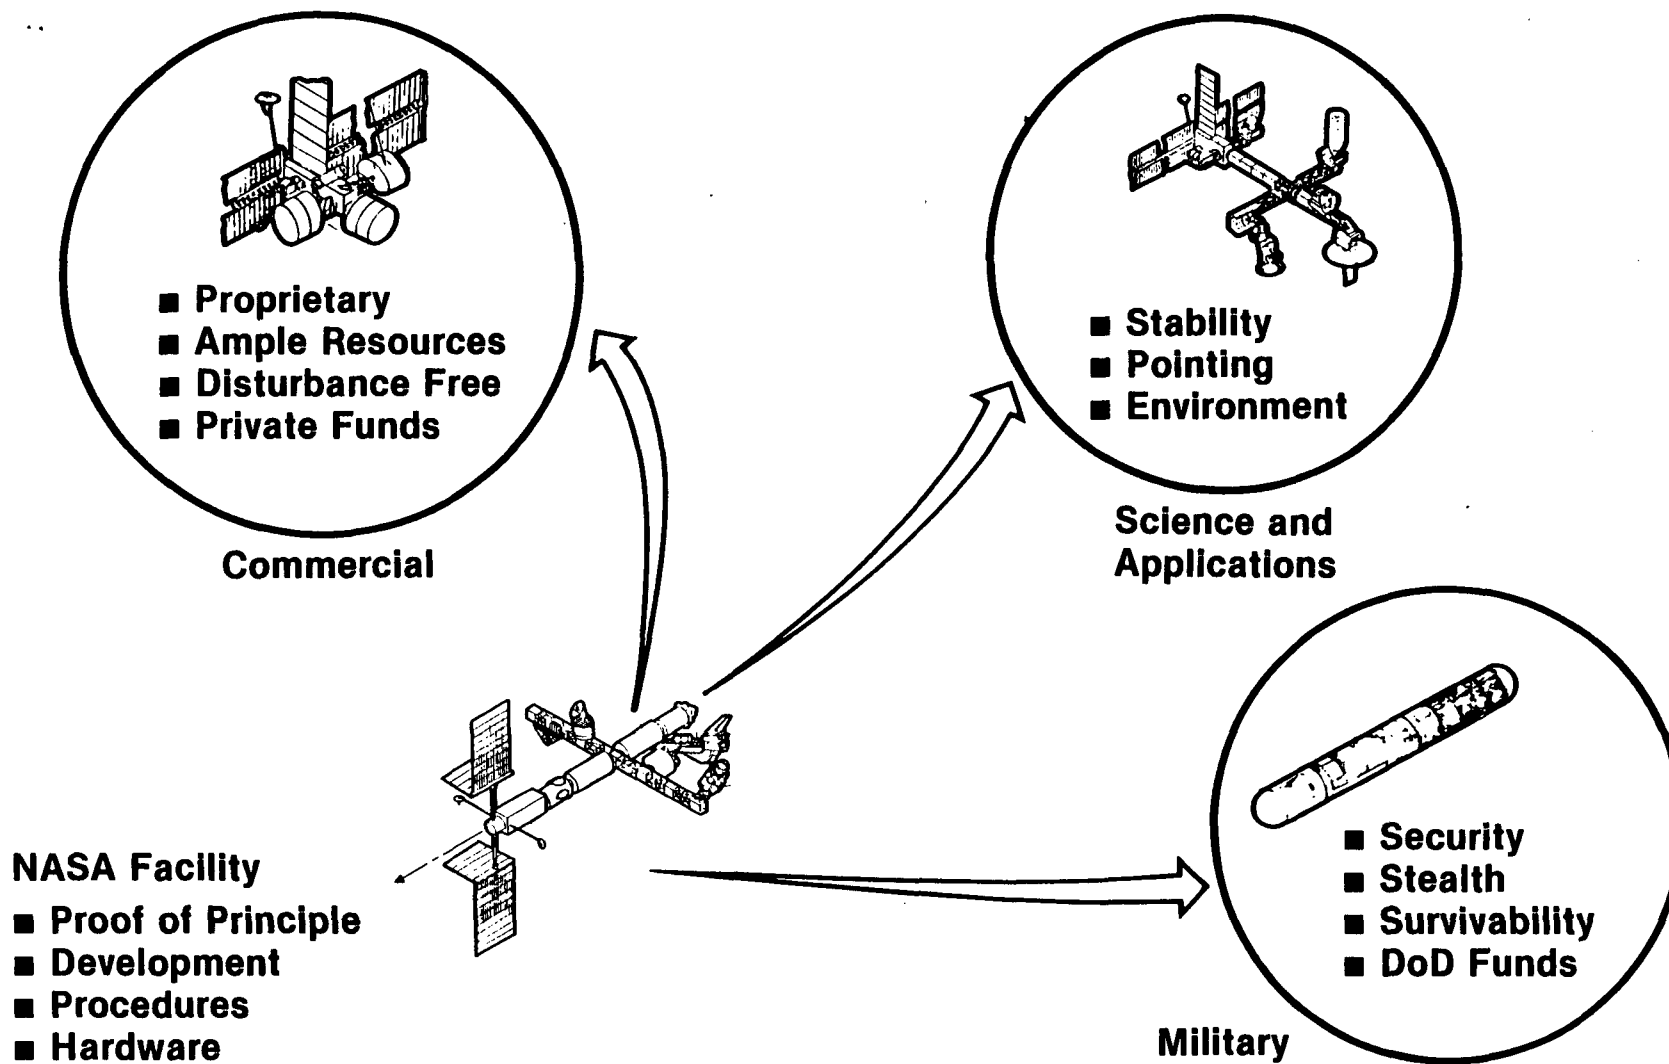 ■ Proprietary
■ Ample Resources
■ Disturbance Free
■ Private Funds
Commercial
■ Stability
■ Pointing
■ Environment
Science and
Applications
NASA Facility
■ Proof of Principle
■ Development
■ Procedures
■ Hardware
■ Security
■ Stealth
■ Survivability
■ DoD Funds
Military